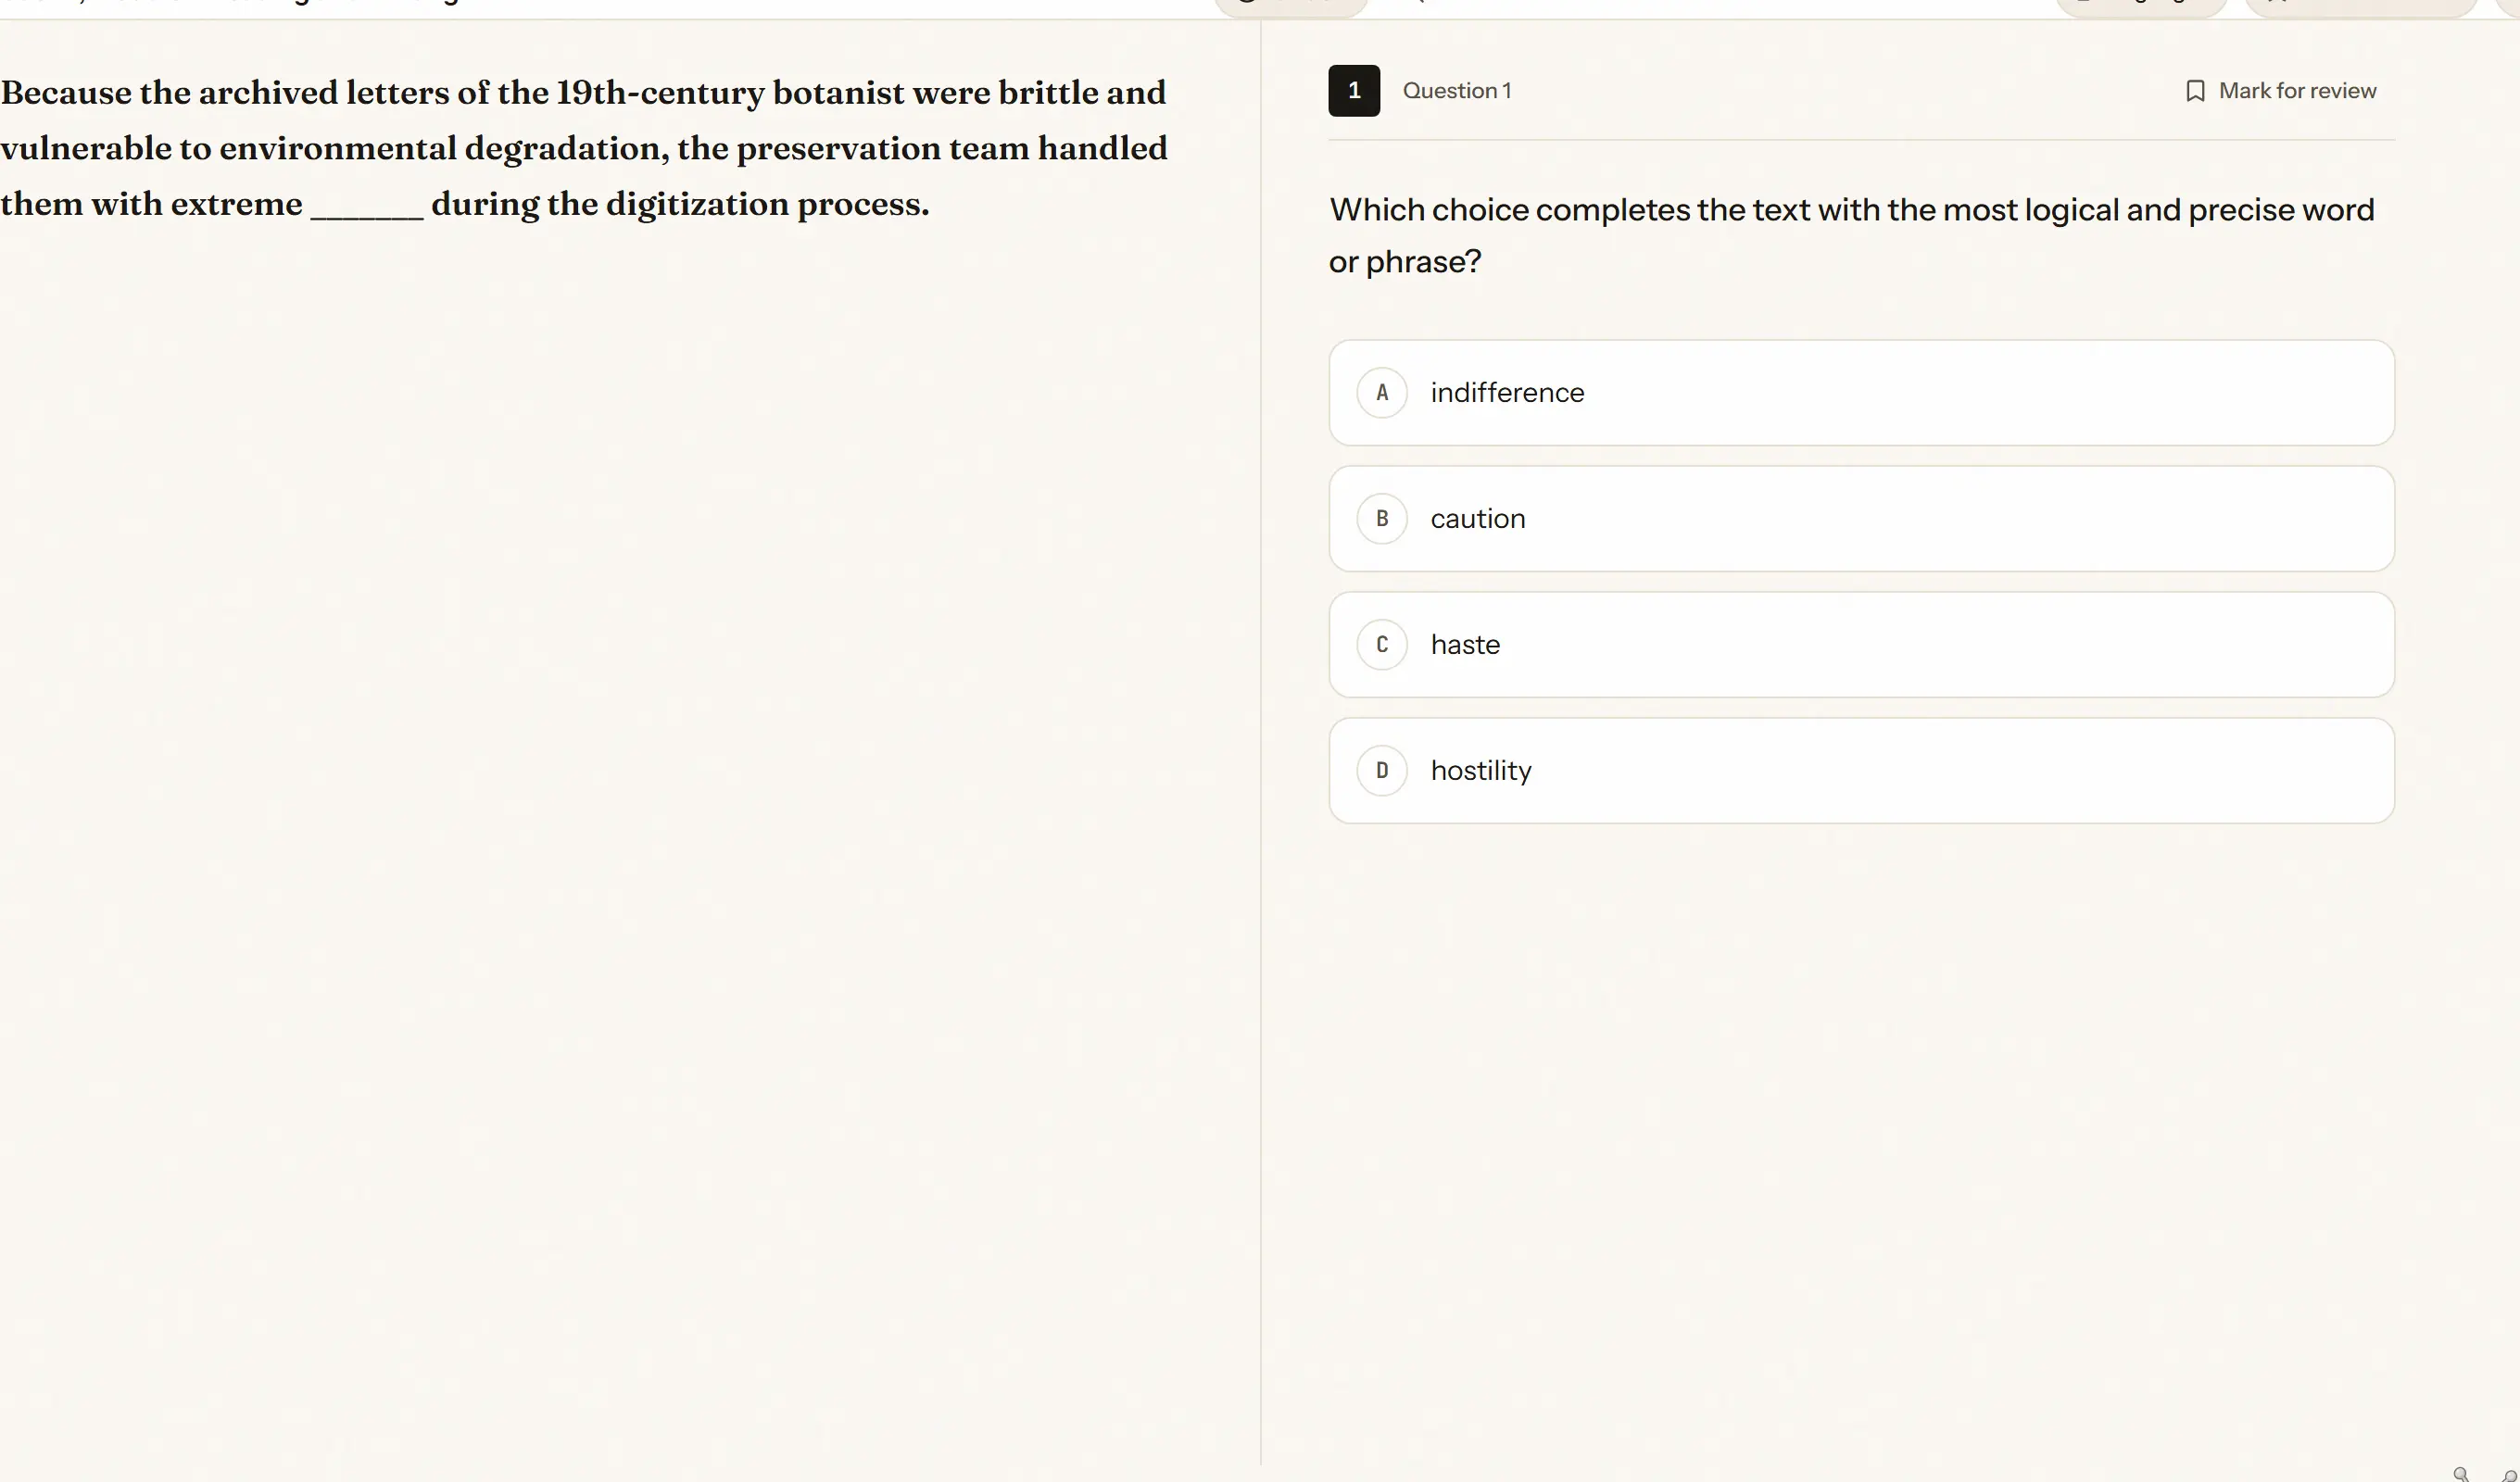 Because the archived letters of the 19th-century botanist were brittle and
vulnerable to environmental degradation, the preservation team handled
them with extreme _______ during the digitization process.
1 Question 1
Mark for review
Which choice completes the text with the most logical and precise word
or phrase?
A indifference
B caution
C haste
D hostility